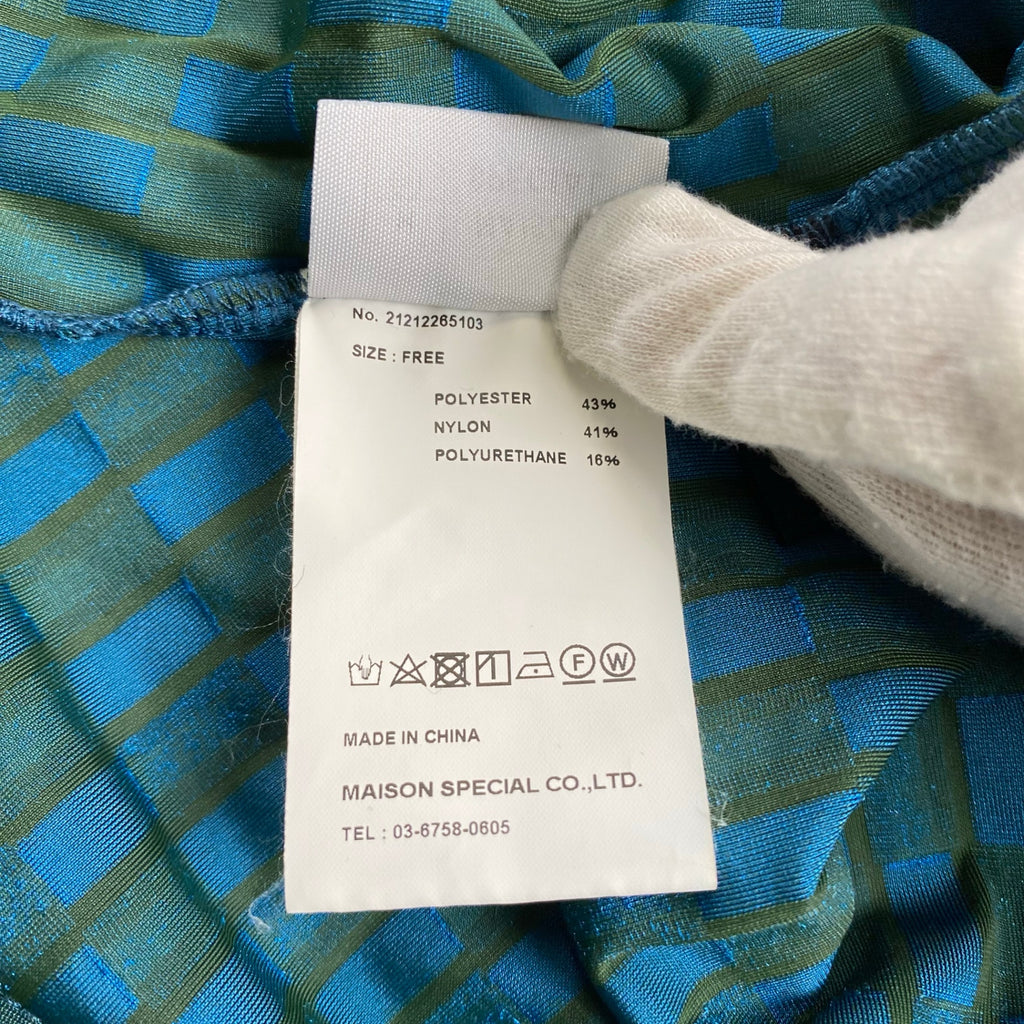 No. 21212265103
SIZE : FREE
POLYESTER 43%
NYLON 41%
POLYURETHANE 16%
F W
MADE IN CHINA
MAISON SPECIAL CO.,LTD.
TEL : 03-6758-0605